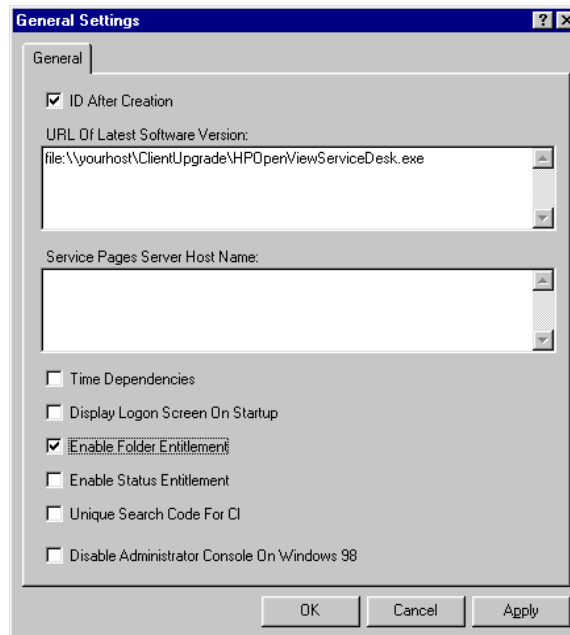 General Settings
General
ID After Creation
URL Of Latest Software Version:
file:\\yourhost\ClientUpgrade\HPOpenViewServiceDesk.exe
Service Pages Server Host Name:
Time Dependencies
Display Logon Screen On Startup
Enable Folder Entitlement
Enable Status Entitlement
Unique Search Code For CI
Disable Administrator Console On Windows 98
OK Cancel Apply